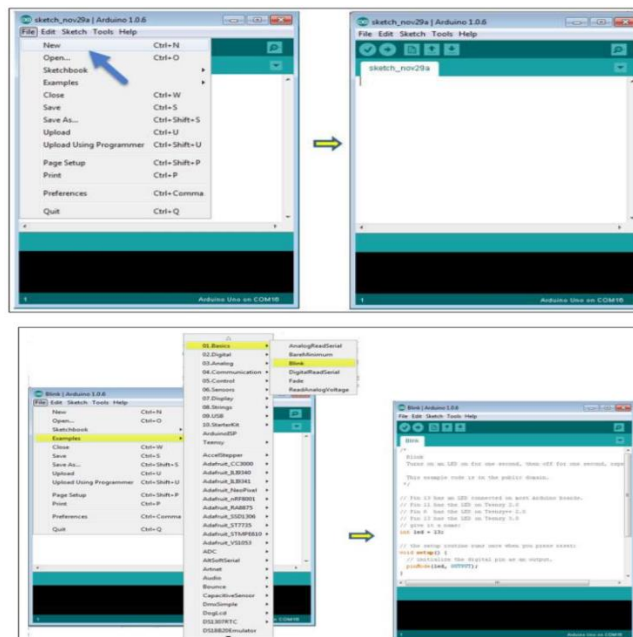 sketch_nov29a | Arduino 1.0.6
File Edit Sketch Tools Help
New Ctrl+N
Open... Ctrl+O
Sketchbook
Examples
Close Ctrl+W
Save Ctrl+S
Save As... Ctrl+Shift+S
Upload Ctrl+U
Upload Using Programmer Ctrl+Shift+U
Page Setup Ctrl+Shift+P
Print Ctrl+P
Preferences Ctrl+Comma
Quit Ctrl+Q
1 Arduino Uno on COM16
sketch_nov29a | Arduino 1.0.6
File Edit Sketch Tools Help
sketch_nov29a
1 Arduino Uno on COM16
Blink | Arduino 1.0.6
File Edit Sketch Tools Help
New Ctrl+N
Open... Ctrl+O
Sketchbook
Examples
Close Ctrl+W
Save Ctrl+S
Save As... Ctrl+Shift+S
Upload Ctrl+U
Upload Using Programmer Ctrl+Shift+U
Page Setup Ctrl+Shift+P
Print Ctrl+P
Preferences Ctrl+Comma
Quit Ctrl+Q
01.Basics
02.Digital
03.Analog
04.Communication
05.Control
06.Sensors
07.Display
08.Strings
09.USB
10.StarterKit
ArduinoISP
Teensy
AccelStepper
Adafruit_CC3000
Adafruit_ILI9340
Adafruit_ILI9341
Adafruit_NeoPixel
Adafruit_nRF8001
Adafruit_RA8875
Adafruit_SSD1306
Adafruit_ST7735
Adafruit_STMPE610
Adafruit_VS1053
ADC
AltSoftSerial
Artnet
Audio
Bounce
CapacitiveSensor
DmxSimple
DogLcd
DS1307RTC
AnalogReadSerial
BareMinimum
Blink
DigitalReadSerial
Fade
ReadAnalogVoltage
Blink | Arduino 1.0.6
File Edit Sketch Tools Help
Blink
/*
Blink
Turns on an LED on for one second, then off for one second,
This example code is in the public domain.
*/
// Pin 13 has an LED connected on most Arduino boards.
// Pin 11 has the LED on Teensy 2.0
// Pin 6 has the LED on Teensy++ 2.0
// Pin 13 has the LED on Teensy 3.0
// give it a name:
int led = 13;
// the setup routine runs once when you press reset:
void setup() {
// initialize the digital pin as an output.
pinMode(led, OUTPUT);
}
1 Arduino Uno on COM16